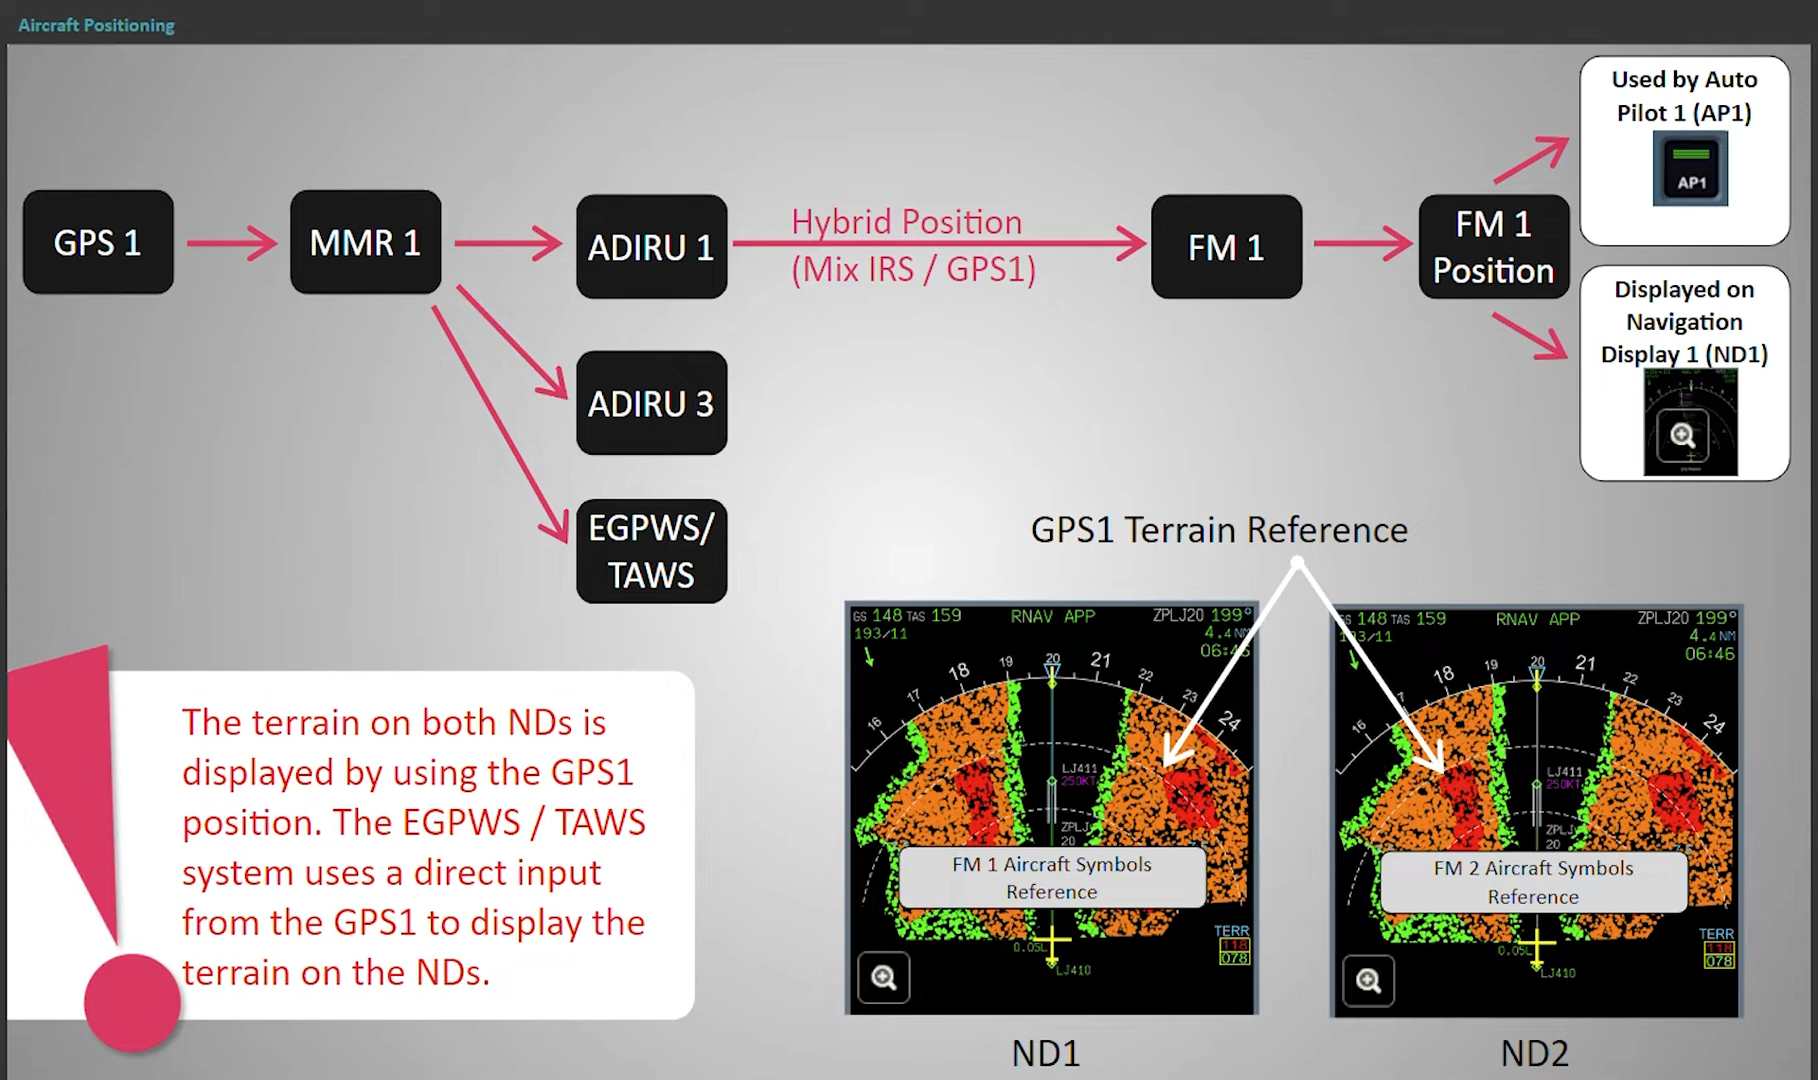 Aircraft Positioning
Used by Auto
Pilot 1 (AP1)
AP1
GPS 1
MMR 1
ADIRU 1
Hybrid Position
(Mix IRS / GPS1)
FM 1
FM 1
Position
Displayed on
Navigation
Display 1 (ND1)
ADIRU 3
EGPWS/
TAWS
GPS1 Terrain Reference
The terrain on both NDs is
displayed by using the GPS1
position. The EGPWS / TAWS
system uses a direct input
from the GPS1 to display the
terrain on the NDs.
GS 148 TAS 159 RNAV APP ZPLJ20 199°
193/11 4.4 NM
06:46
16 17 18 19 20 21 22 23 24
LJ411
250KT
ZPLJ
20
FM 1 Aircraft Symbols
Reference
TERR
118
078
0.05L
LJ410
ND1
GS 148 TAS 159 RNAV APP ZPLJ20 199°
193/11 4.4 NM
06:46
16 7 18 19 20 21 22 23 24
LJ411
250KT
ZPLJ
20
FM 2 Aircraft Symbols
Reference
TERR
118
078
0.05L
LJ410
ND2